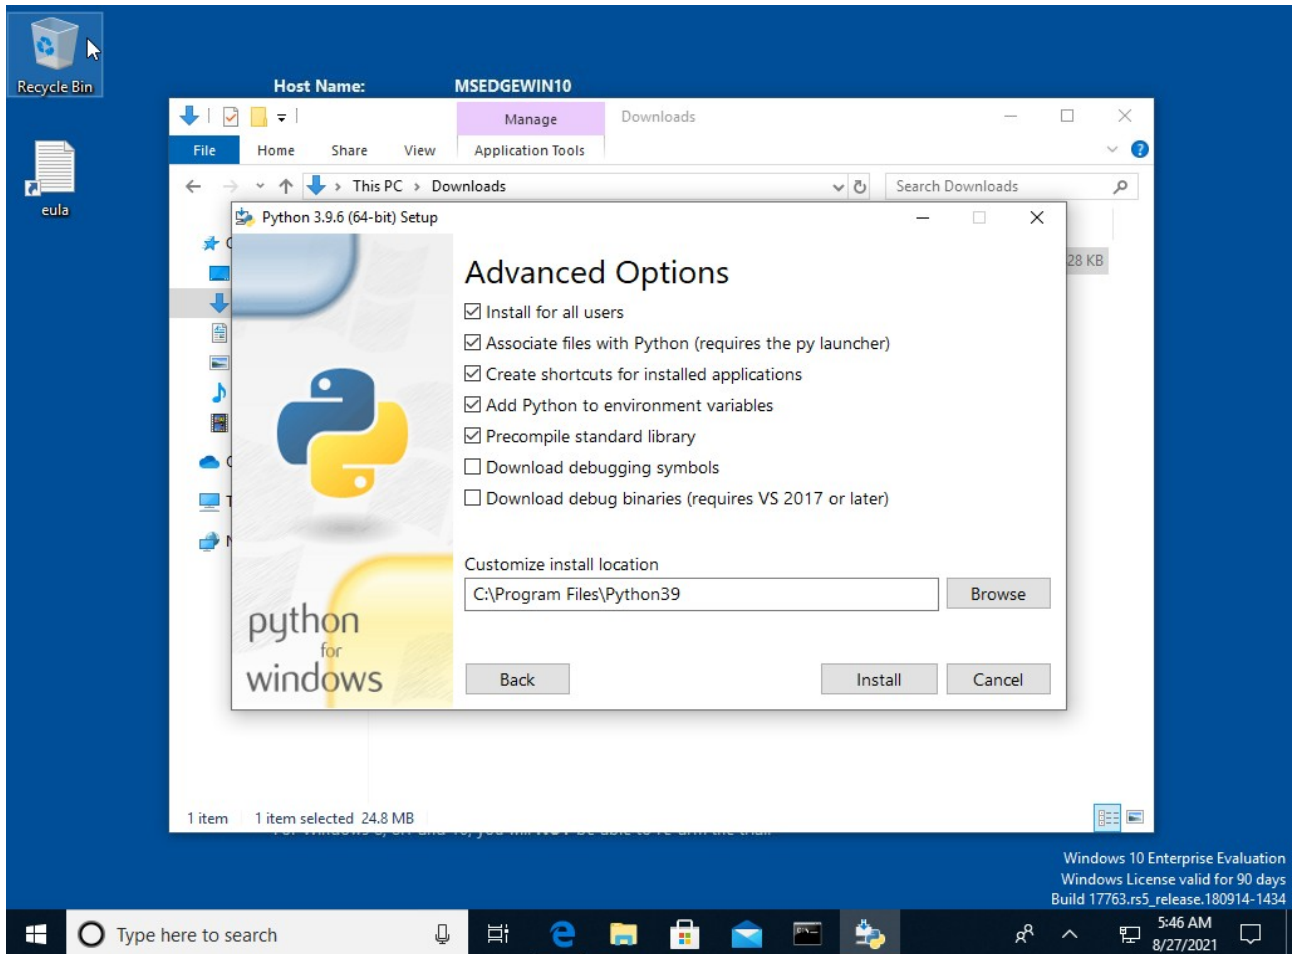 Recycle Bin
Host Name: MSEDGEWIN10
Manage Downloads
File Home Share View Application Tools
This PC > Downloads
Search Downloads
eula
Python 3.9.6 (64-bit) Setup
28 KB
Advanced Options
Install for all users
Associate files with Python (requires the py launcher)
Create shortcuts for installed applications
Add Python to environment variables
Precompile standard library
Download debugging symbols
Download debug binaries (requires VS 2017 or later)
Customize install location
C:\Program Files\Python39
Browse
python
for
windows
Back
Install
Cancel
1 item 1 item selected 24.8 MB
Windows 10 Enterprise Evaluation
Windows License valid for 90 days
Build 17763.rs5_release.180914-1434
Type here to search
5:46 AM
8/27/2021